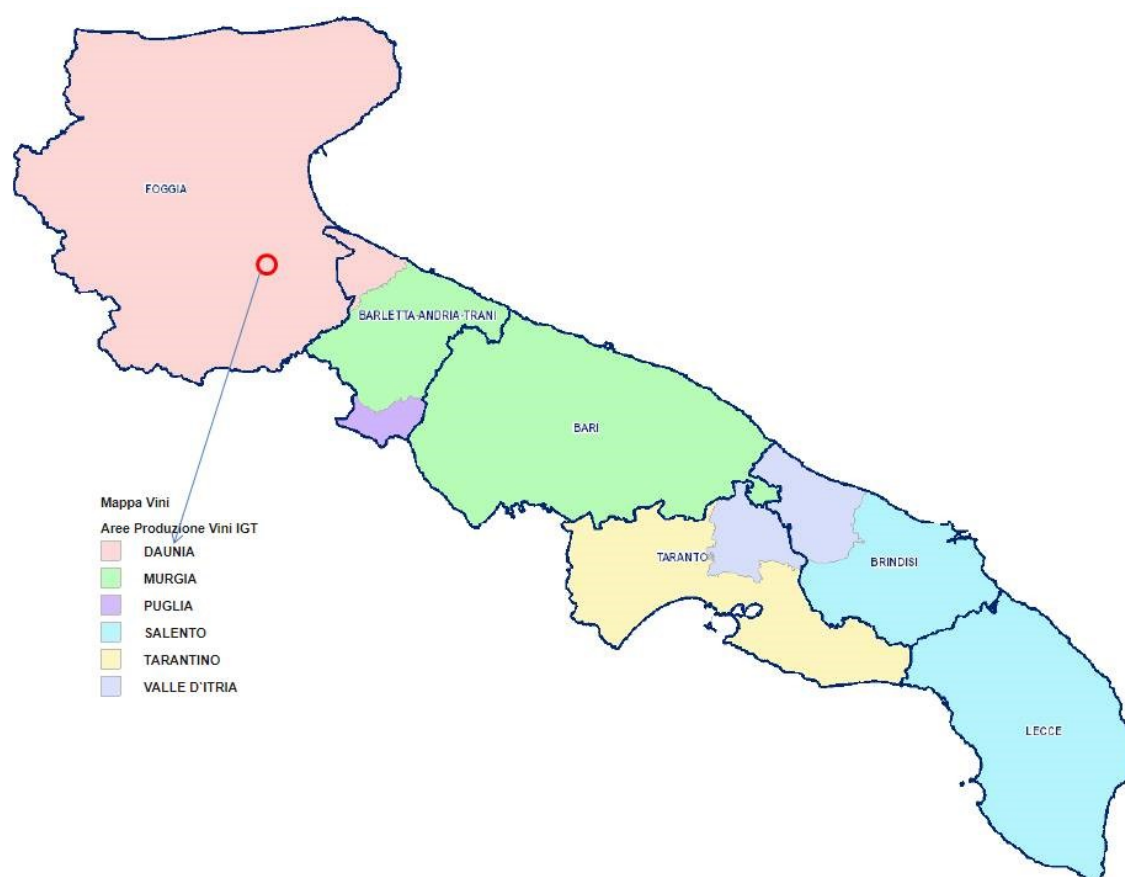 FOGGIA
BARLETTA-ANDRIA-TRANI
BARI
Mappa Vini
Aree Produzione Vini IGT
DAUNIA
MURGIA
PUGLIA
SALENTO
TARANTINO
VALLE D'ITRIA
TARANTO
BRINDISI
LECCE